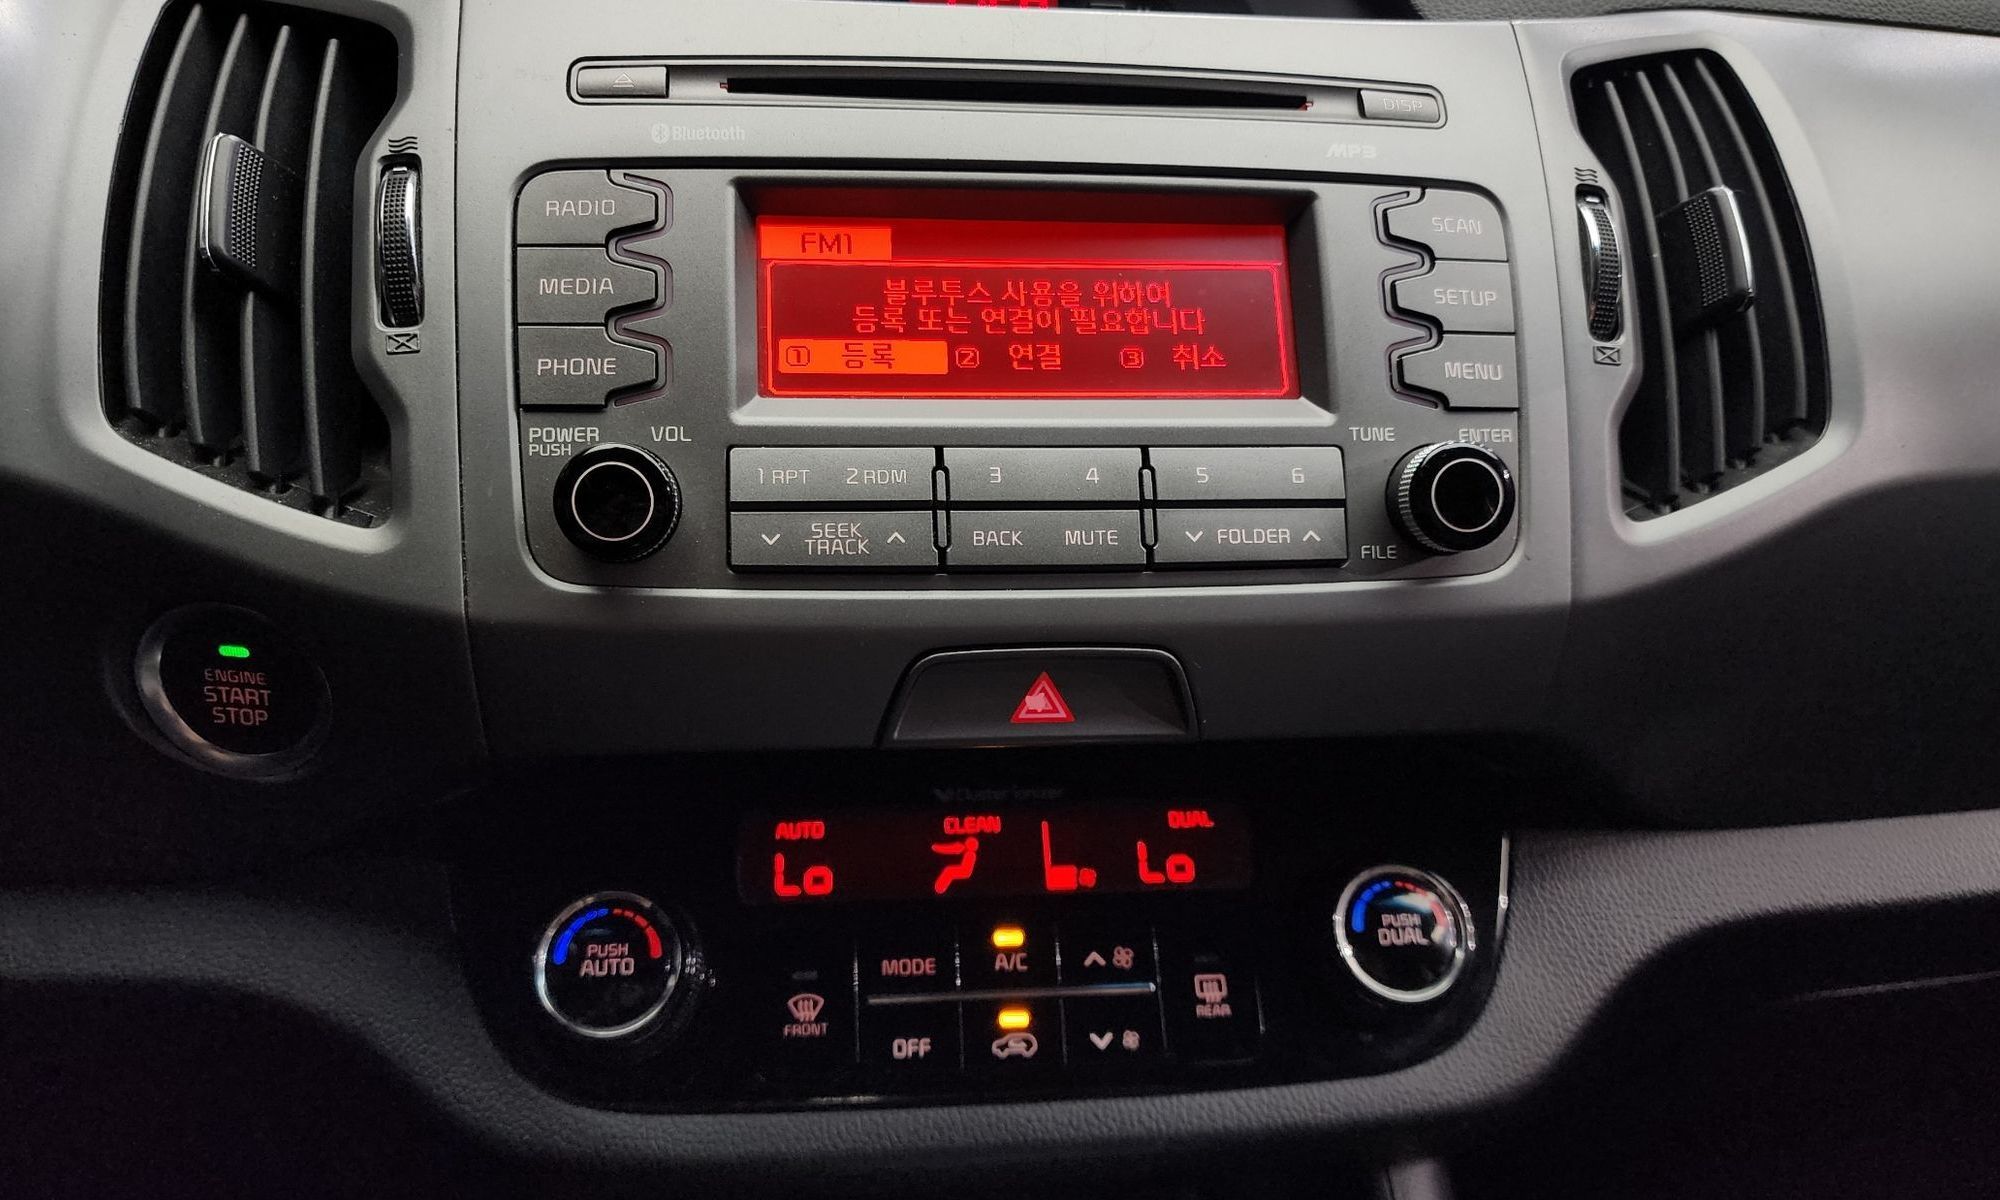 DISP
Bluetooth
MP3
RADIO
MEDIA
PHONE
FM1
블루투스 사용을 위하여
등록 또는 연결이 필요합니다
① 등록 ② 연결 ③ 취소
SCAN
SETUP
MENU
POWER
PUSH
VOL
TUNE
ENTER
FILE
1 RPT 2 RDM 3 4 5 6
SEEK
TRACK
BACK MUTE
FOLDER
ENGINE
START
STOP
Cluster ionizer
AUTO CLEAN DUAL
Lo Lo
PUSH
AUTO
FRONT
MODE A/C
OFF
REAR
PUSH
DUAL